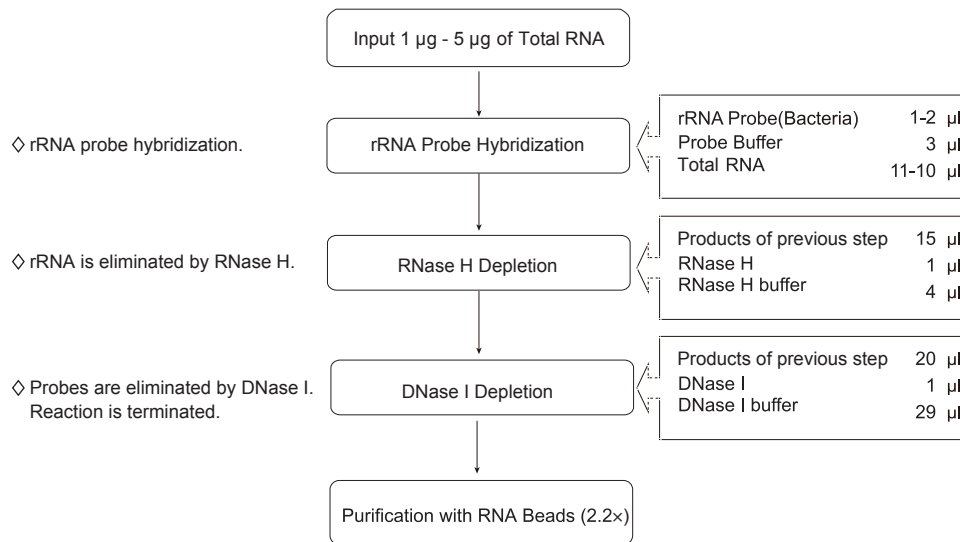 Input 1 µg - 5 µg of Total RNA
◇ rRNA probe hybridization.
rRNA Probe Hybridization
rRNA Probe(Bacteria) 1-2 µl
Probe Buffer 3 µl
Total RNA 11-10 µl
◇ rRNA is eliminated by RNase H.
RNase H Depletion
Products of previous step 15 µl
RNase H 1 µl
RNase H buffer 4 µl
◇ Probes are eliminated by DNase I.
Reaction is terminated.
DNase I Depletion
Products of previous step 20 µl
DNase I 1 µl
DNase I buffer 29 µl
Purification with RNA Beads (2.2×)